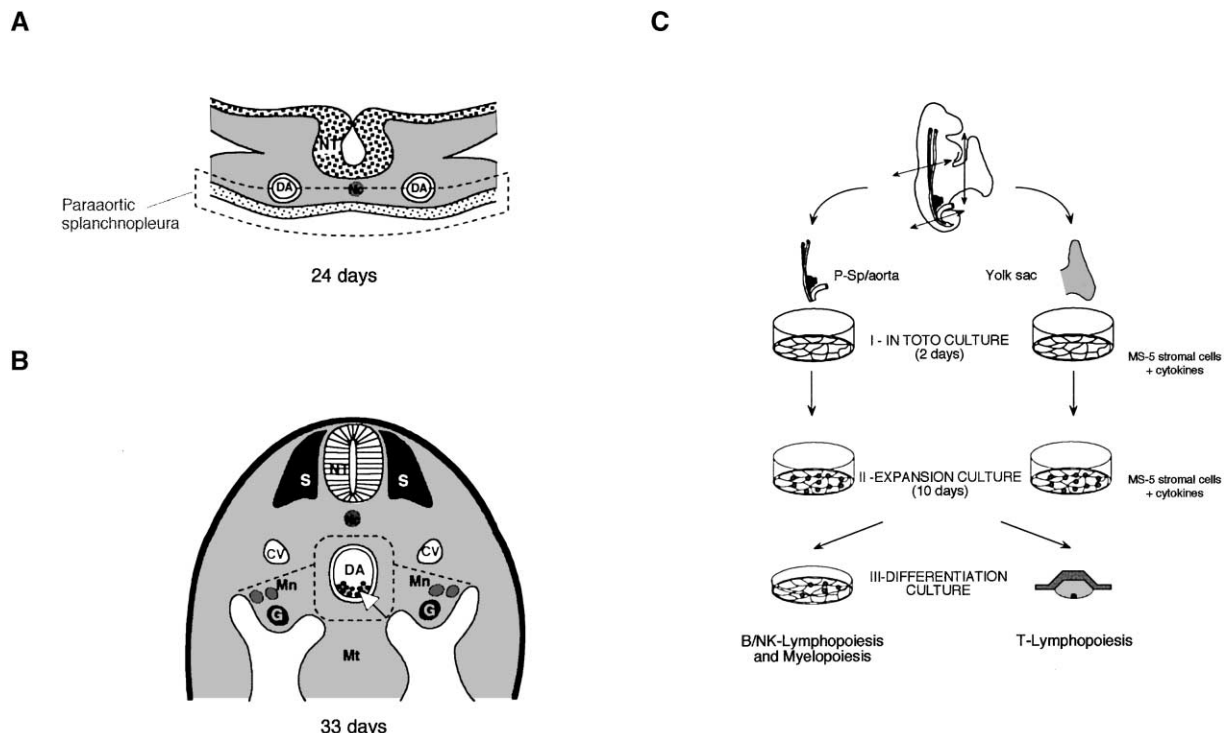 A
NT
DA
DA
Paraaortic
splanchnopleura
24 days
B
NT
S
S
CV
CV
DA
Mn
Mn
G
G
Mt
33 days
C
P-Sp/aorta
Yolk sac
I - IN TOTO CULTURE
(2 days)
MS-5 stromal cells
+ cytokines
II -EXPANSION CULTURE
(10 days)
MS-5 stromal cells
+ cytokines
III-DIFFERENTIATION
CULTURE
B/NK-Lymphopoiesis
and Myelopoiesis
T-Lymphopoiesis